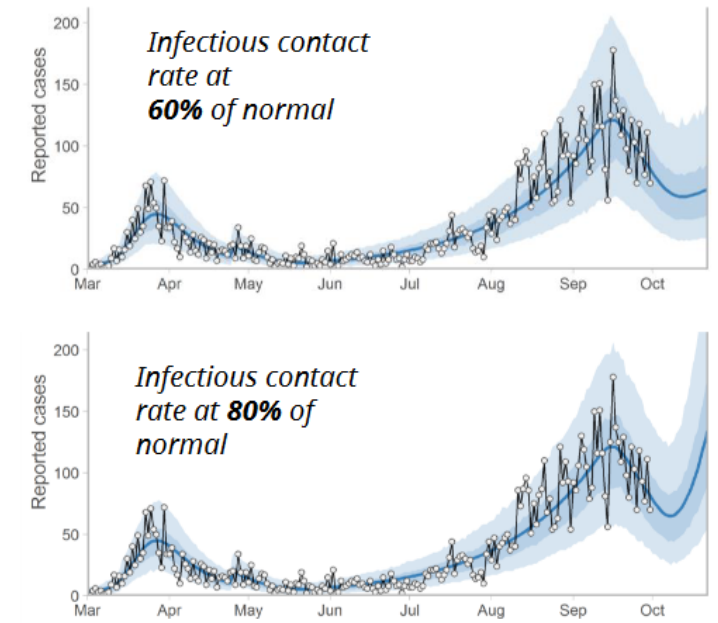 200
Infectious contact
rate at
60% of normal
150
Reported cases
100
50
0
Mar Apr May Jun Jul Aug Sep Oct
200
Infectious contact
rate at 80% of
normal
150
Reported cases
100
50
0
Mar Apr May Jun Jul Aug Sep Oct